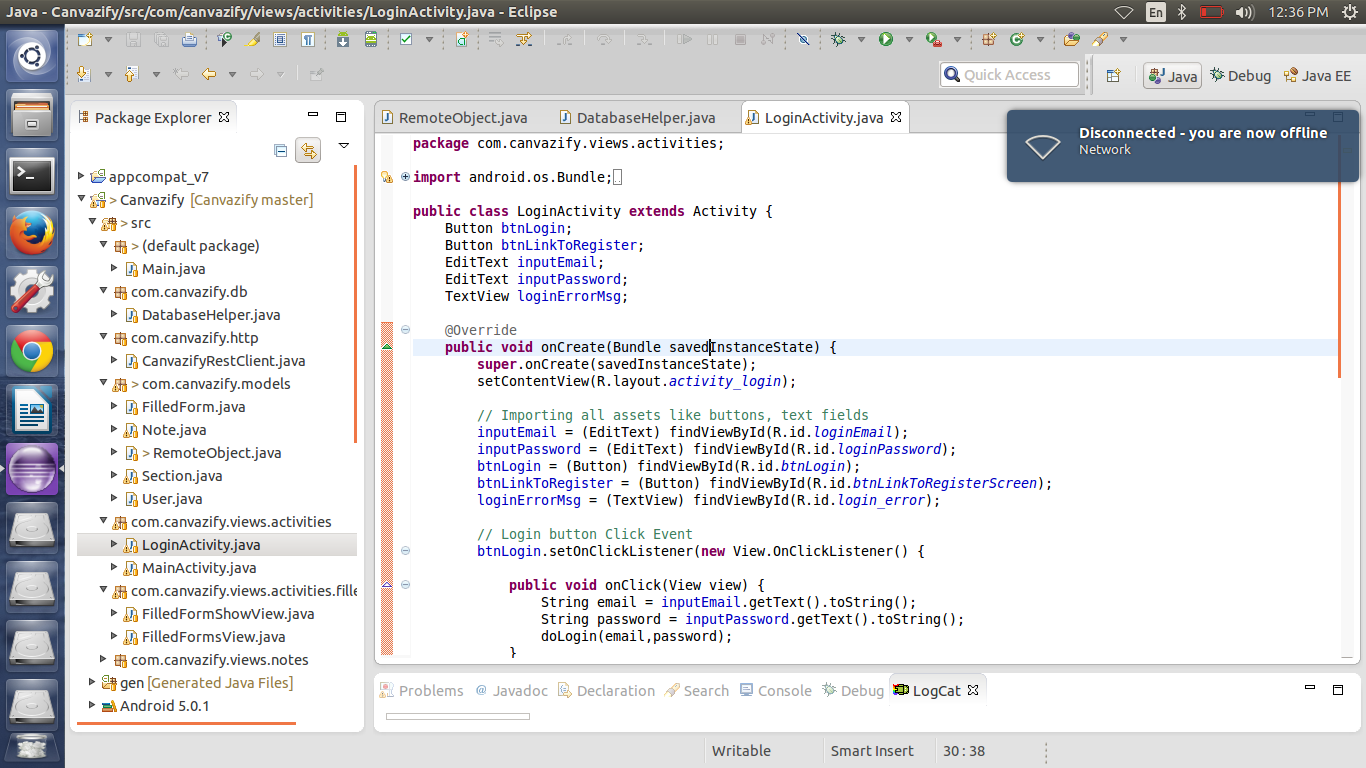 Java - Canvazify/src/com/canvazify/views/activities/LoginActivity.java - Eclipse
En
12:36 PM
Quick Access
Java
Debug
Java EE
Package Explorer
appcompat_v7
> Canvazify [Canvazify master]
> src
> (default package)
Main.java
com.canvazify.db
DatabaseHelper.java
com.canvazify.http
CanvazifyRestClient.java
> com.canvazify.models
FilledForm.java
Note.java
> RemoteObject.java
Section.java
User.java
com.canvazify.views.activities
LoginActivity.java
MainActivity.java
com.canvazify.views.activities.fille
FilledFormShowView.java
FilledFormsView.java
com.canvazify.views.notes
gen [Generated Java Files]
Android 5.0.1
RemoteObject.java
DatabaseHelper.java
LoginActivity.java
Disconnected - you are now offline
Network
package com.canvazify.views.activities;
import android.os.Bundle;
public class LoginActivity extends Activity {
Button btnLogin;
Button btnLinkToRegister;
EditText inputEmail;
EditText inputPassword;
TextView loginErrorMsg;
@Override
public void onCreate(Bundle savedInstanceState) {
super.onCreate(savedInstanceState);
setContentView(R.layout.activity_login);
// Importing all assets like buttons, text fields
inputEmail = (EditText) findViewById(R.id.loginEmail);
inputPassword = (EditText) findViewById(R.id.loginPassword);
btnLogin = (Button) findViewById(R.id.btnLogin);
btnLinkToRegister = (Button) findViewById(R.id.btnLinkToRegisterScreen);
loginErrorMsg = (TextView) findViewById(R.id.login_error);
// Login button Click Event
btnLogin.setOnClickListener(new View.OnClickListener() {
public void onClick(View view) {
String email = inputEmail.getText().toString();
String password = inputPassword.getText().toString();
doLogin(email,password);
}
Problems
@ Javadoc
Declaration
Search
Console
Debug
LogCat
Writable
Smart Insert
30 : 38